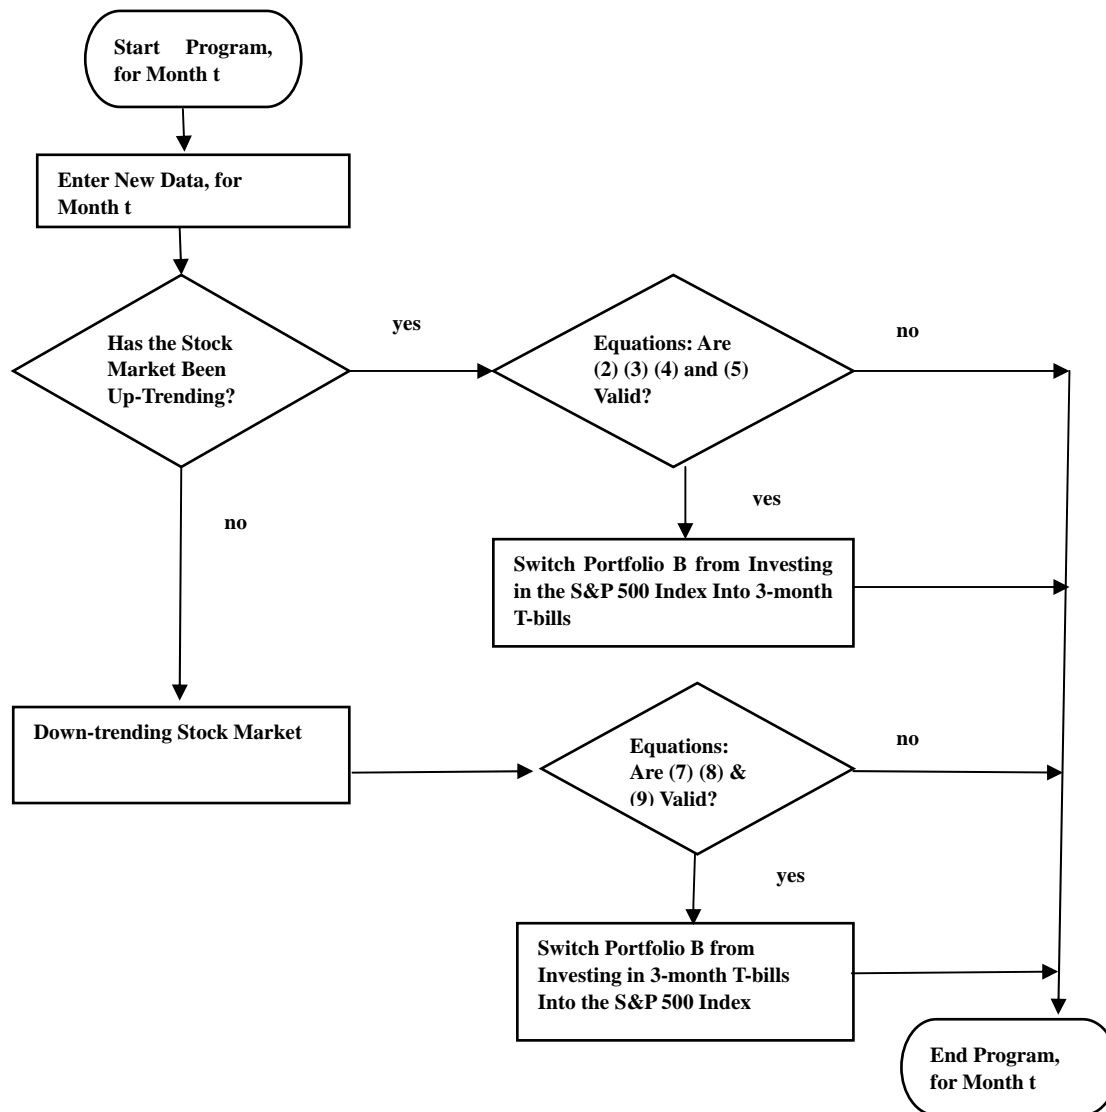 Start Program,
for Month t
Enter New Data, for
Month t
Has the Stock
Market Been
Up-Trending?
yes
Equations: Are
(2) (3) (4) and (5)
Valid?
no
yes
no
Switch Portfolio B from Investing
in the S&P 500 Index Into 3-month
T-bills
Down-trending Stock Market
Equations:
Are (7) (8) &
(9) Valid?
no
yes
Switch Portfolio B from
Investing in 3-month T-bills
Into the S&P 500 Index
End Program,
for Month t